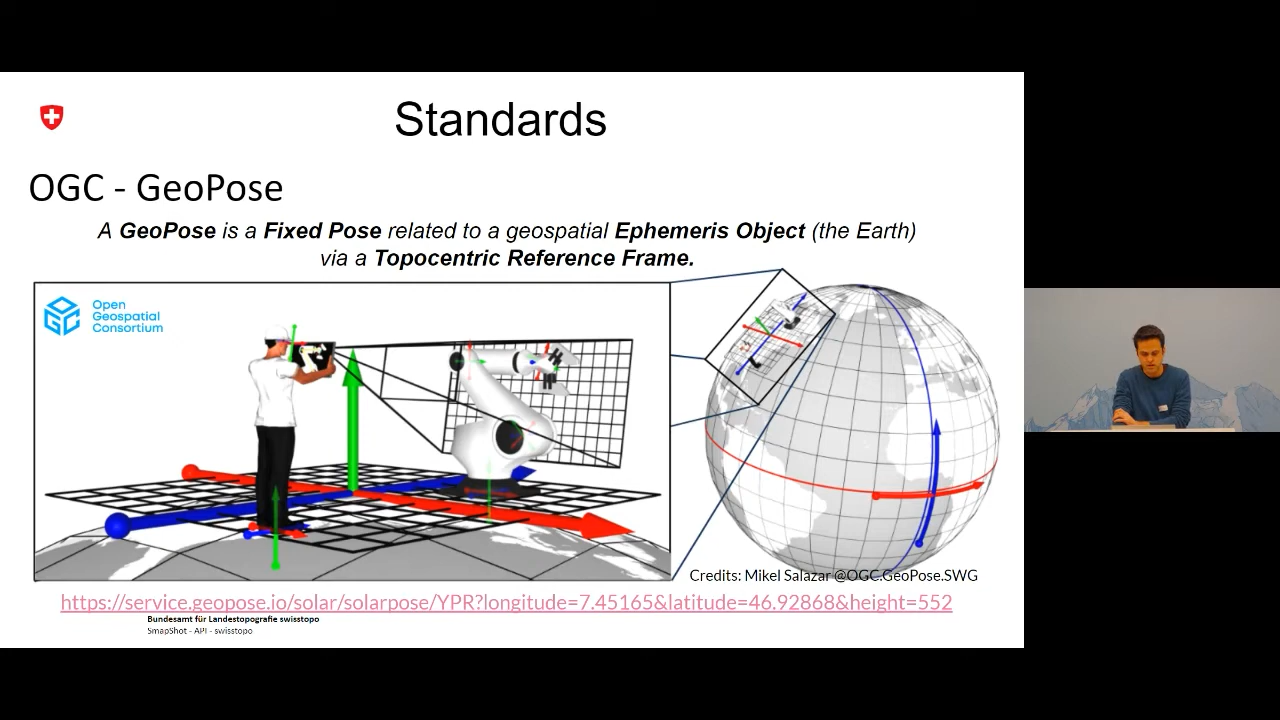 Standards
OGC - GeoPose
A GeoPose is a Fixed Pose related to a geospatial Ephemeris Object (the Earth)
via a Topocentric Reference Frame.
Open
Geospatial
Consortium
Credits: Mikel Salazar @OGC.GeoPose.SWG
https://service.geopose.io/solar/solarpose/YPR?longitude=7.45165&latitude=46.92868&height=552
Bundesamt für Landestopografie swisstopo
SmapShot - API - swisstopo